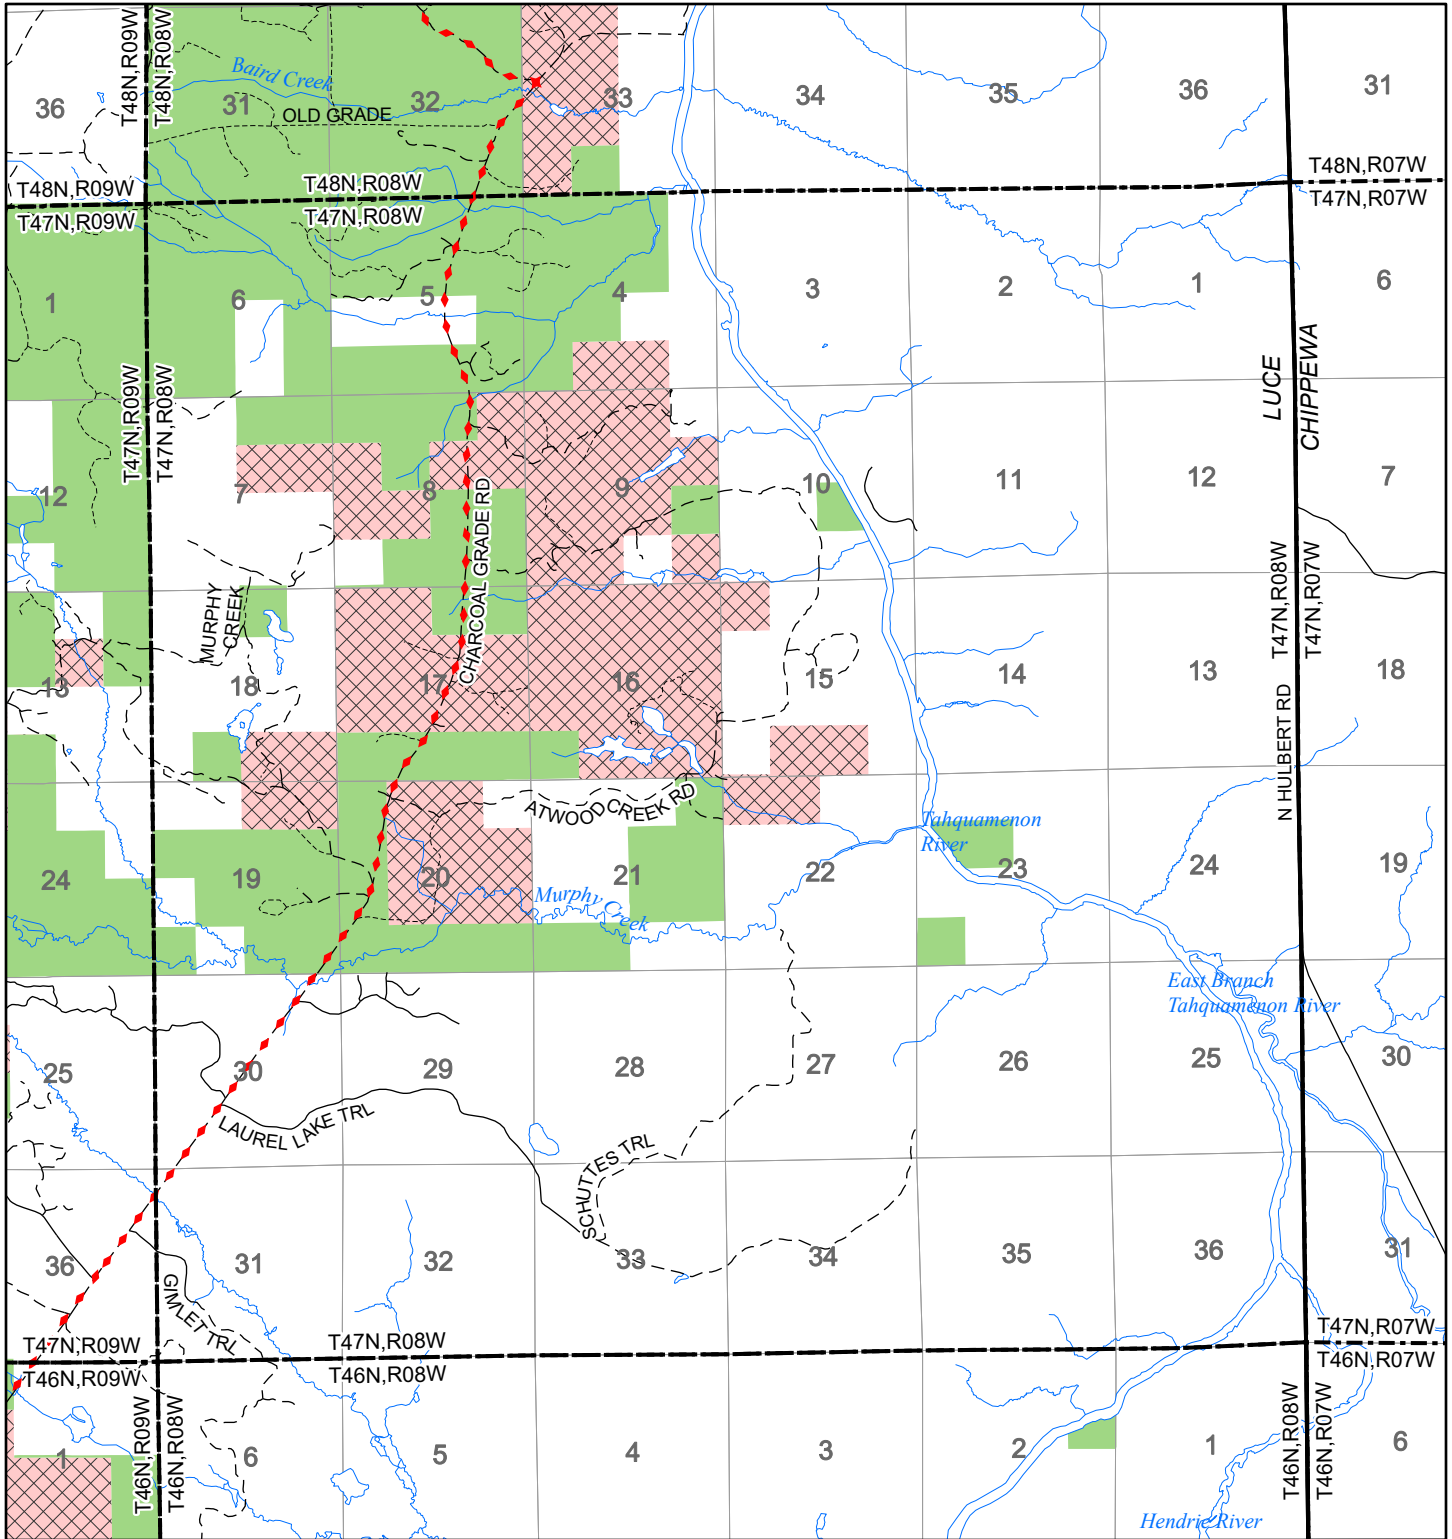 T48N,R09W
T48N,R08W
Baird Creek
36
31
32
33
34
35
36
31
OLD GRADE
T48N,R09W
T48N,R08W
T48N,R07W
T47N,R09W
T47N,R08W
T47N,R07W
1
6
5
4
3
2
1
6
LUCE
CHIPPEWA
T47N,R09W
T47N,R08W
12
7
8
9
10
11
12
7
CHARCOAL GRADE RD
T47N,R08W
T47N,R07W
MURPHY
CREEK
13
18
17
16
15
14
13
18
N HULBERT RD
ATWOOD CREEK RD
Tahquamenon
River
24
19
20
21
22
23
24
19
Murphy Creek
East Branch
Tahquamenon River
25
30
29
28
27
26
25
30
LAUREL LAKE TRL
SCHUTTES TRL
36
31
32
33
34
35
36
31
GIMLET TRL
T47N,R09W
T47N,R08W
T47N,R07W
T46N,R09W
T46N,R08W
T46N,R07W
T46N,R09W
T46N,R08W
T46N,R08W
T46N,R07W
1
6
5
4
3
2
1
6
Hendrie River